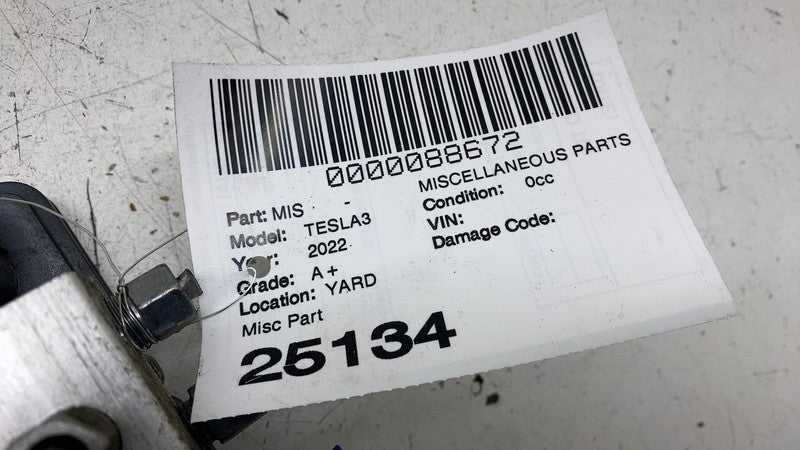 0000088672
MISCELLANEOUS PARTS
Part: MIS -
Condition: 0cc
Model: TESLA3
VIN:
Year: 2022
Damage Code:
Grade: A+
Location: YARD
Misc Part
25134